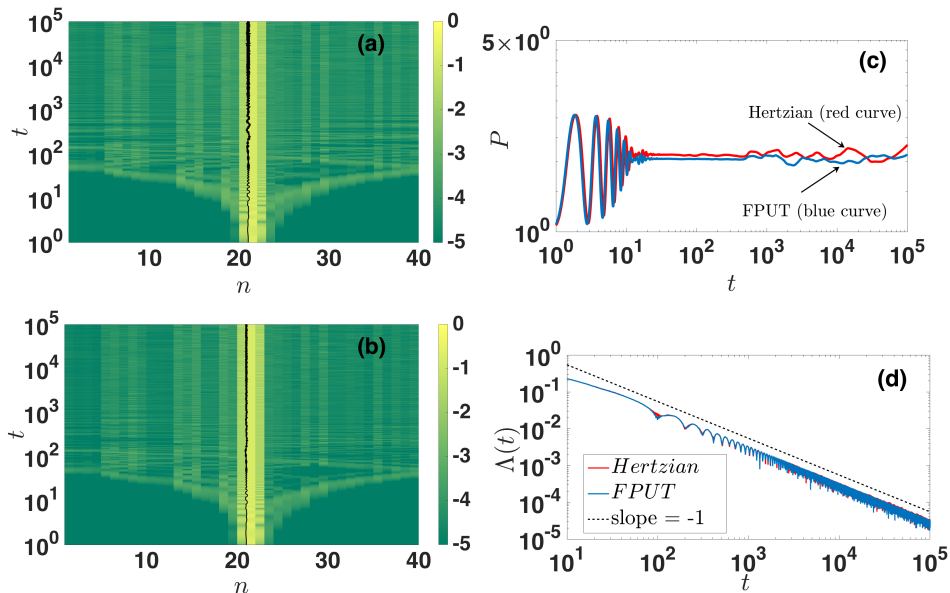 (a)
10^5
10^4
10^3
10^2
10^1
10^0
t
10 20 30 40
n
0
-1
-2
-3
-4
-5
(c)
5×10^0
P
10^0
Hertzian (red curve)
FPUT (blue curve)
10^0 10^1 10^2 10^3 10^4 10^5
t
(b)
10^5
10^4
10^3
10^2
10^1
10^0
t
10 20 30 40
n
0
-1
-2
-3
-4
-5
(d)
10^0
10^-1
10^-2
10^-3
10^-4
10^-5
Λ(t)
Hertzian
FPUT
slope = -1
10^1 10^2 10^3 10^4 10^5
t